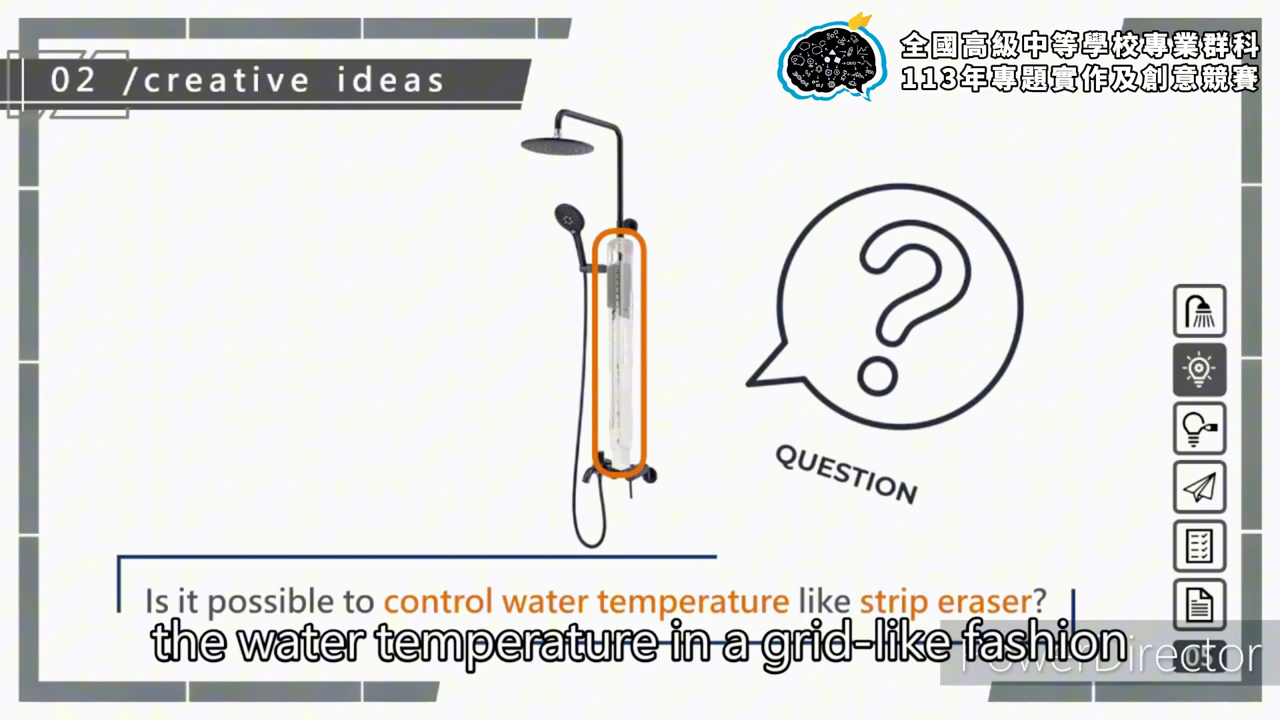 02 /creative ideas
全國高級中等學校專業群科
113年專題實作及創意競賽
QUESTION
Is it possible to control water temperature like strip eraser?
the water temperature in a grid-like fashion
PowerDirector